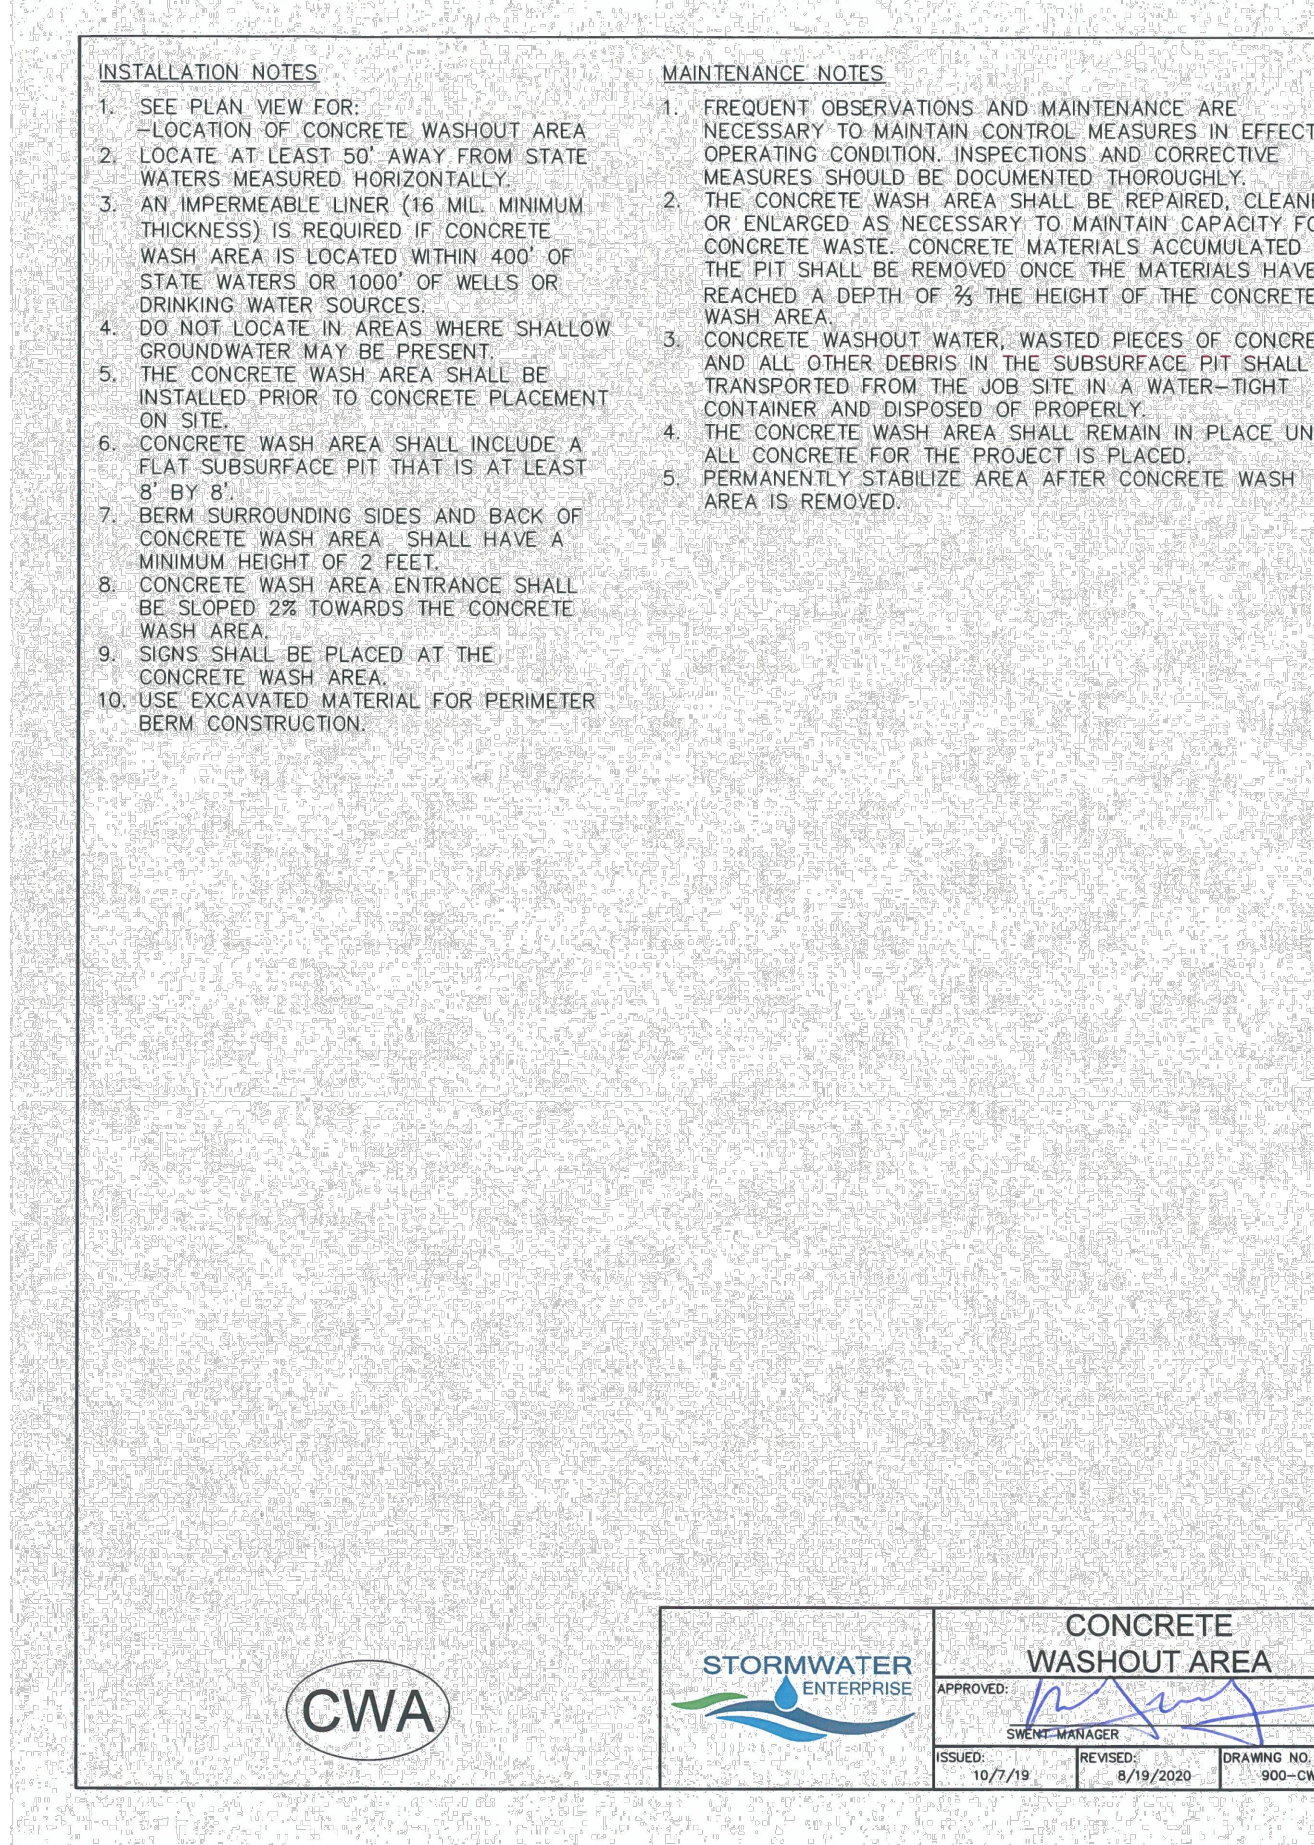 INSTALLATION NOTES
1. SEE PLAN VIEW FOR:
-LOCATION OF CONCRETE WASHOUT AREA
2. LOCATE AT LEAST 50' AWAY FROM STATE
WATERS MEASURED HORIZONTALLY.
3. AN IMPERMEABLE LINER (16 MIL. MINIMUM
THICKNESS) IS REQUIRED IF CONCRETE
WASH AREA IS LOCATED WITHIN 400' OF
STATE WATERS OR 1000' OF WELLS OR
DRINKING WATER SOURCES.
4. DO NOT LOCATE IN AREAS WHERE SHALLOW
GROUNDWATER MAY BE PRESENT.
5. THE CONCRETE WASH AREA SHALL BE
INSTALLED PRIOR TO CONCRETE PLACEMENT
ON SITE.
6. CONCRETE WASH AREA SHALL INCLUDE A
FLAT SUBSURFACE PIT THAT IS AT LEAST
8' BY 8'.
7. BERM SURROUNDING SIDES AND BACK OF
CONCRETE WASH AREA SHALL HAVE A
MINIMUM HEIGHT OF 2 FEET.
8. CONCRETE WASH AREA ENTRANCE SHALL
BE SLOPED 2% TOWARDS THE CONCRETE
WASH AREA.
9. SIGNS SHALL BE PLACED AT THE
CONCRETE WASH AREA.
10. USE EXCAVATED MATERIAL FOR PERIMETER
BERM CONSTRUCTION.
MAINTENANCE NOTES
1. FREQUENT OBSERVATIONS AND MAINTENANCE ARE
NECESSARY TO MAINTAIN CONTROL MEASURES IN EFFECT
OPERATING CONDITION. INSPECTIONS AND CORRECTIVE
MEASURES SHOULD BE DOCUMENTED THOROUGHLY.
2. THE CONCRETE WASH AREA SHALL BE REPAIRED, CLEANE
OR ENLARGED AS NECESSARY TO MAINTAIN CAPACITY FO
CONCRETE WASTE. CONCRETE MATERIALS ACCUMULATED
THE PIT SHALL BE REMOVED ONCE THE MATERIALS HAVE
REACHED A DEPTH OF ⅔ THE HEIGHT OF THE CONCRETE
WASH AREA.
3. CONCRETE WASHOUT WATER, WASTED PIECES OF CONCRE
AND ALL OTHER DEBRIS IN THE SUBSURFACE PIT SHALL
TRANSPORTED FROM THE JOB SITE IN A WATER-TIGHT
CONTAINER AND DISPOSED OF PROPERLY.
4. THE CONCRETE WASH AREA SHALL REMAIN IN PLACE UN
ALL CONCRETE FOR THE PROJECT IS PLACED.
5. PERMANENTLY STABILIZE AREA AFTER CONCRETE WASH
AREA IS REMOVED.
CWA
STORMWATER
ENTERPRISE
CONCRETE
WASHOUT AREA
APPROVED:
SWENT MANAGER
ISSUED:
10/7/19
REVISED:
8/19/2020
DRAWING NO.
900-CW